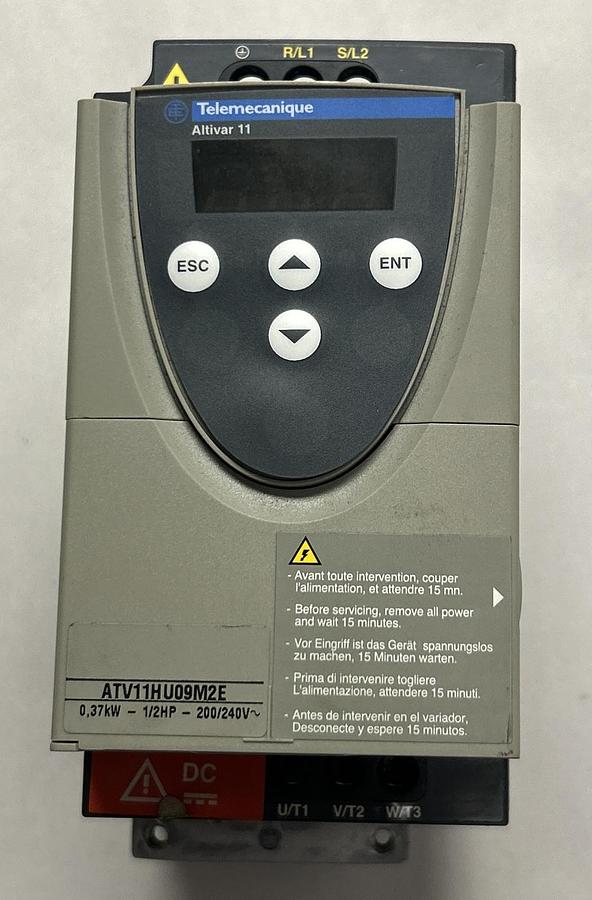 R/L1 S/L2
Telemecanique
Altivar 11
ESC ENT
- Avant toute intervention, couper
l'alimentation, et attendre 15 mn.
- Before servicing, remove all power
and wait 15 minutes.
- Vor Eingriff ist das Gerät spannungslos
zu machen, 15 Minuten warten.
- Prima di intervenire togliere
L'alimentazione, attendere 15 minuti.
- Antes de intervenir en el variador,
Desconecte y espere 15 minutos.
ATV11HU09M2E
0,37kW – 1/2HP – 200/240V~
DC
U/T1 V/T2 W/T3